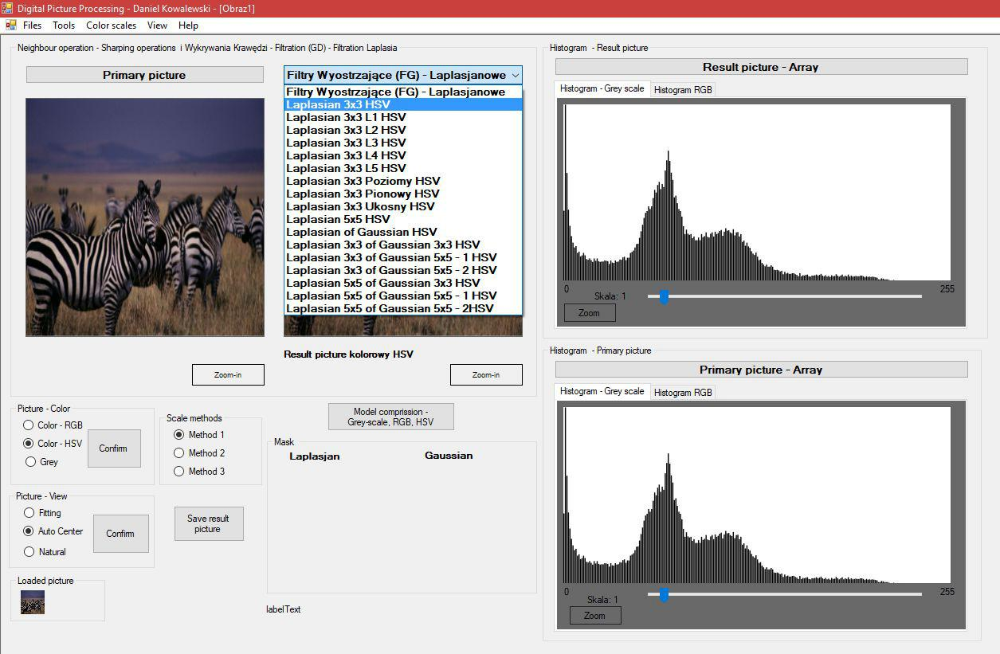 Digital Picture Processing - Daniel Kowalewski - [Obraz1]
Files Tools Color scales View Help
Neighbour operation - Sharping operations i Wykrywania Krawędzi - Filtration (GD) - Filtration Laplasia
Primary picture
Filtry Wyostrzające (FG) - Laplasjanowe
Filtry Wyostrzające (FG) - Laplasjanowe
Laplasian 3x3 HSV
Laplasian 3x3 L1 HSV
Laplasian 3x3 L2 HSV
Laplasian 3x3 L3 HSV
Laplasian 3x3 L4 HSV
Laplasian 3x3 L5 HSV
Laplasian 3x3 Poziomy HSV
Laplasian 3x3 Pionowy HSV
Laplasian 3x3 Ukosny HSV
Laplasian 5x5 HSV
Laplasian of Gaussian HSV
Laplasian 3x3 of Gaussian 3x3 HSV
Laplasian 3x3 of Gaussian 5x5 - 1 HSV
Laplasian 3x3 of Gaussian 5x5 - 2 HSV
Laplasian 5x5 of Gaussian 3x3 HSV
Laplasian 5x5 of Gaussian 5x5 - 1 HSV
Laplasian 5x5 of Gaussian 5x5 - 2HSV
Result picture kolorowy HSV
Zoom-in
Zoom-in
Picture - Color
Color - RGB
Color - HSV
Grey
Confirm
Scale methods
Method 1
Method 2
Method 3
Model comprission -
Grey-scale, RGB, HSV
Mask
Laplasjan
Gaussian
Picture - View
Fitting
Auto Center
Natural
Confirm
Save result
picture
Loaded picture
labelText
Histogram - Result picture
Result picture - Array
Histogram - Grey scale
Histogram RGB
0
255
Skala: 1
Zoom
Histogram - Primary picture
Primary picture - Array
Histogram - Grey scale
Histogram RGB
0
255
Skala: 1
Zoom